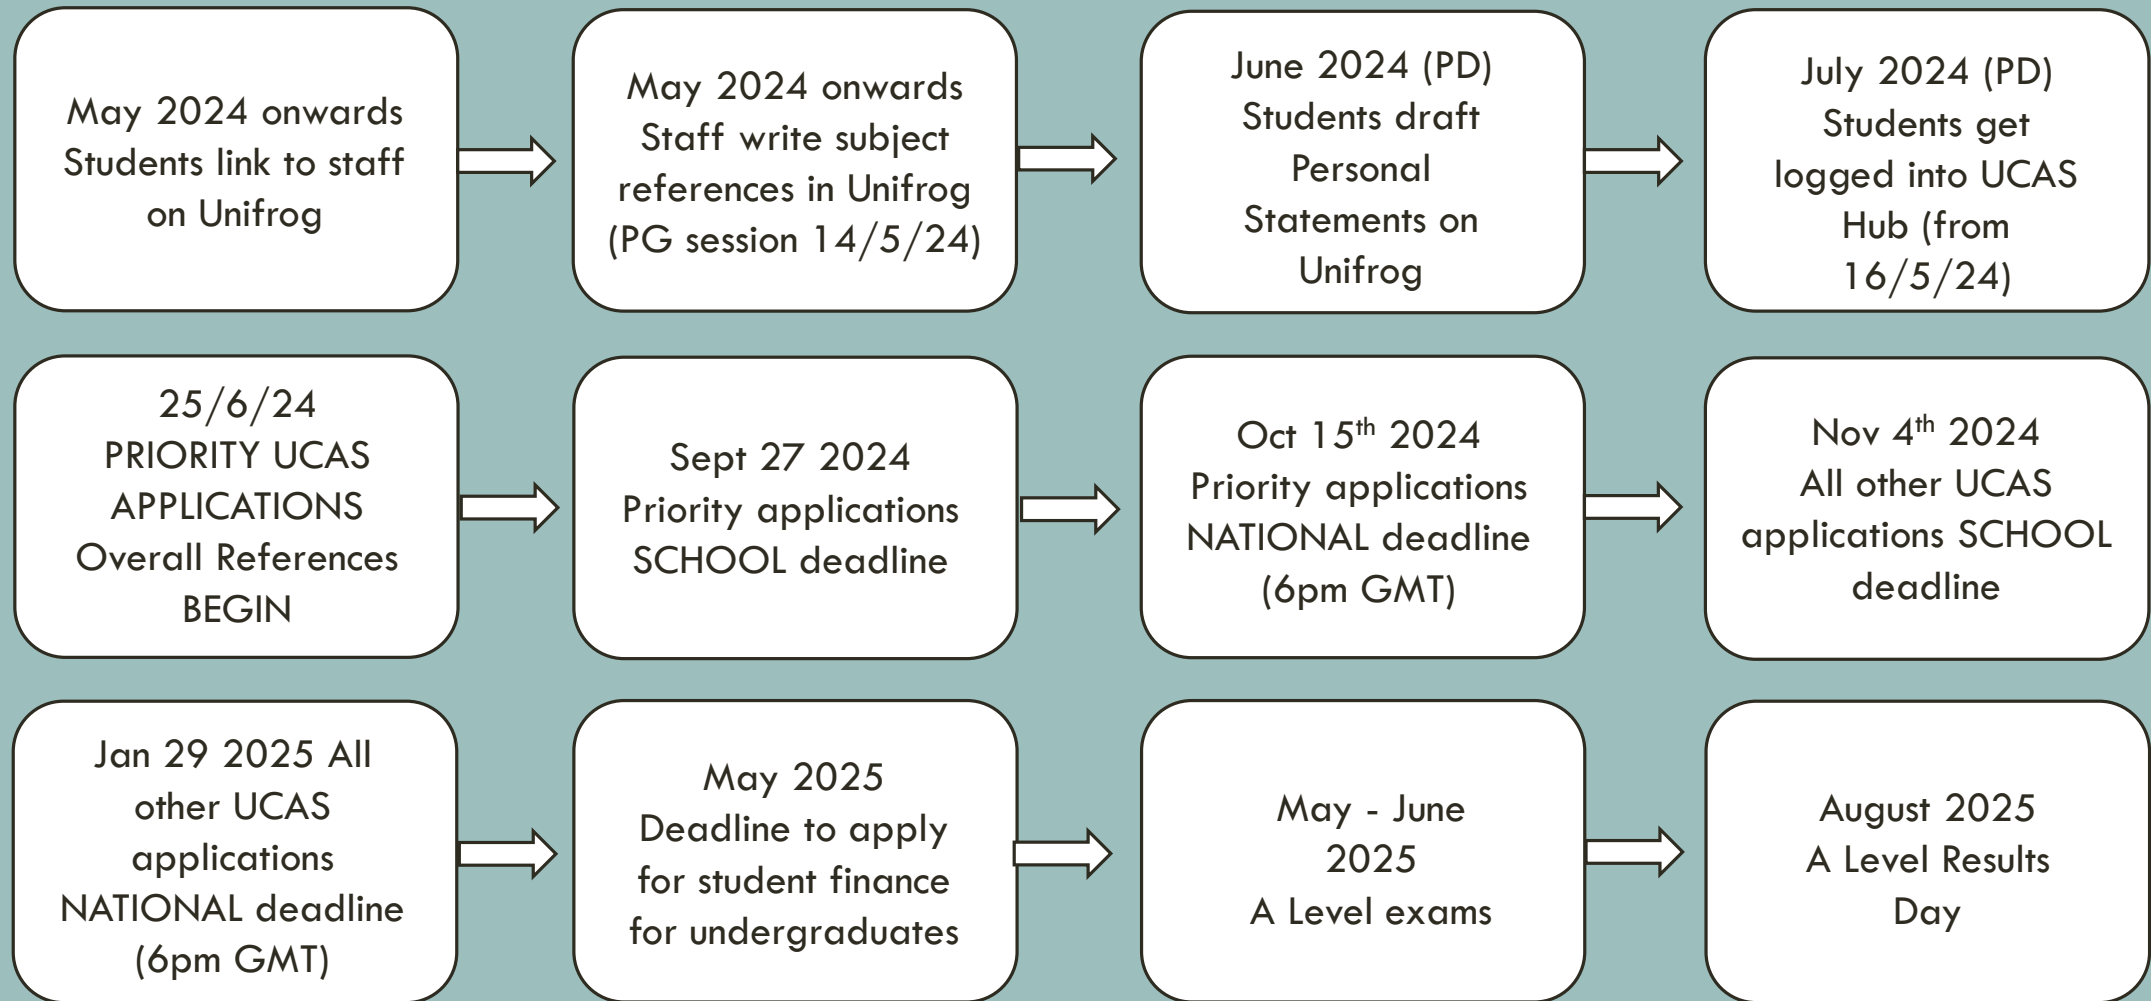 May 2024 onwards
Students link to staff
on Unifrog
May 2024 onwards
Staff write subject
references in Unifrog
(PG session 14/5/24)
June 2024 (PD)
Students draft
Personal
Statements on
Unifrog
July 2024 (PD)
Students get
logged into UCAS
Hub (from
16/5/24)
25/6/24
PRIORITY UCAS
APPLICATIONS
Overall References
BEGIN
Sept 27 2024
Priority applications
SCHOOL deadline
Oct 15th 2024
Priority applications
NATIONAL deadline
(6pm GMT)
Nov 4th 2024
All other UCAS
applications SCHOOL
deadline
Jan 29 2025 All
other UCAS
applications
NATIONAL deadline
(6pm GMT)
May 2025
Deadline to apply
for student finance
for undergraduates
May - June
2025
A Level exams
August 2025
A Level Results
Day